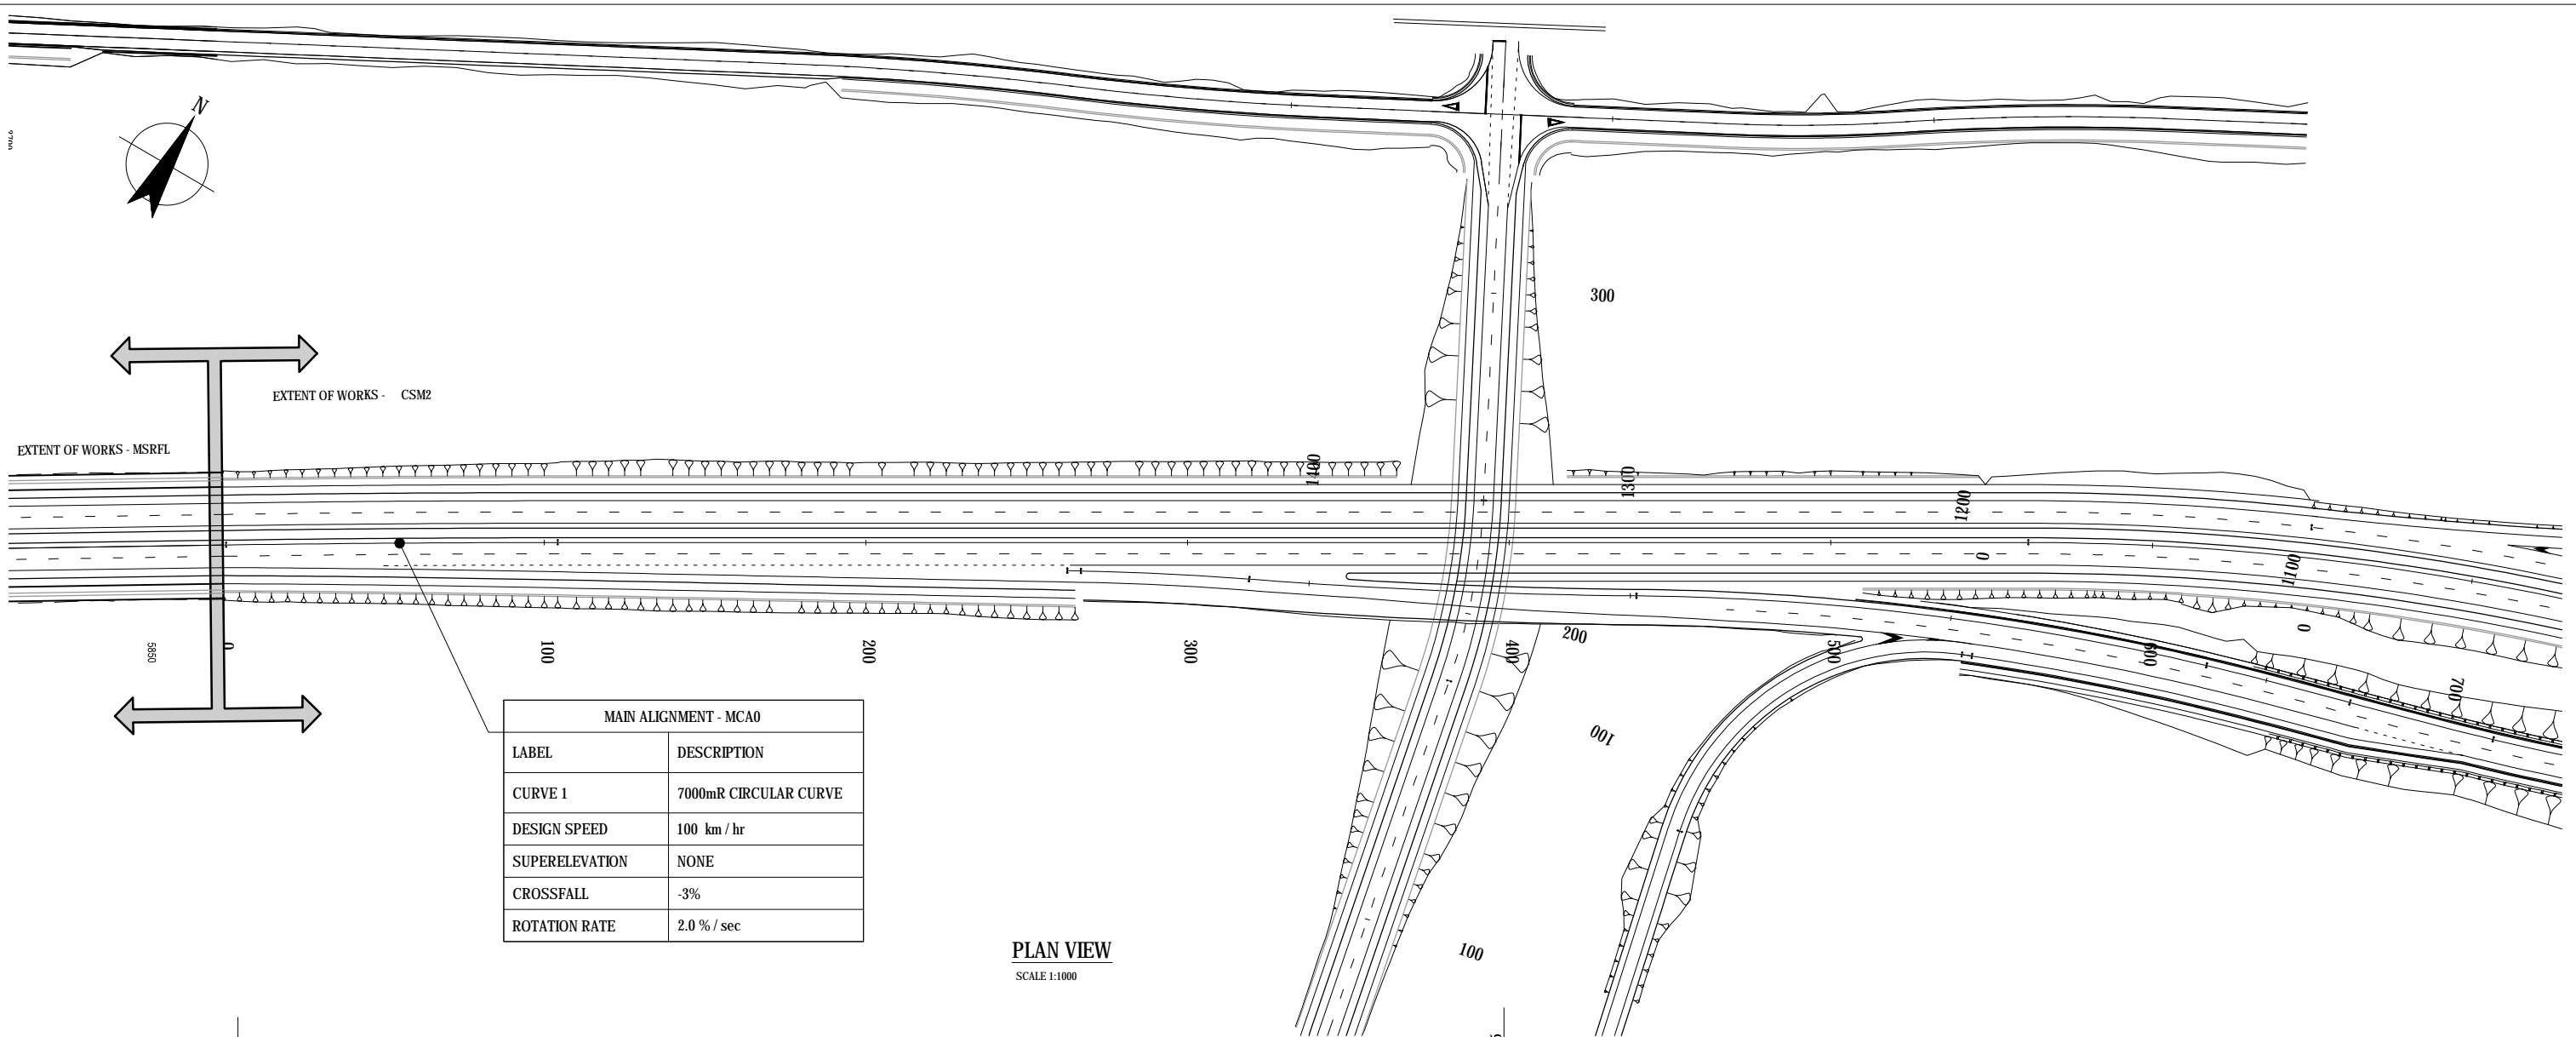 N
300
EXTENT OF WORKS - CSM2
EXTENT OF WORKS - MSRFL
1400
1300
1200
0
1100
5850
0
100
200
300
400
200
500
600
0
700
100
MAIN ALIGNMENT - MCA0
LABEL DESCRIPTION
CURVE 1 7000mR CIRCULAR CURVE
DESIGN SPEED 100 km / hr
SUPERELEVATION NONE
CROSSFALL -3%
ROTATION RATE 2.0 % / sec
PLAN VIEW
SCALE 1:1000
100